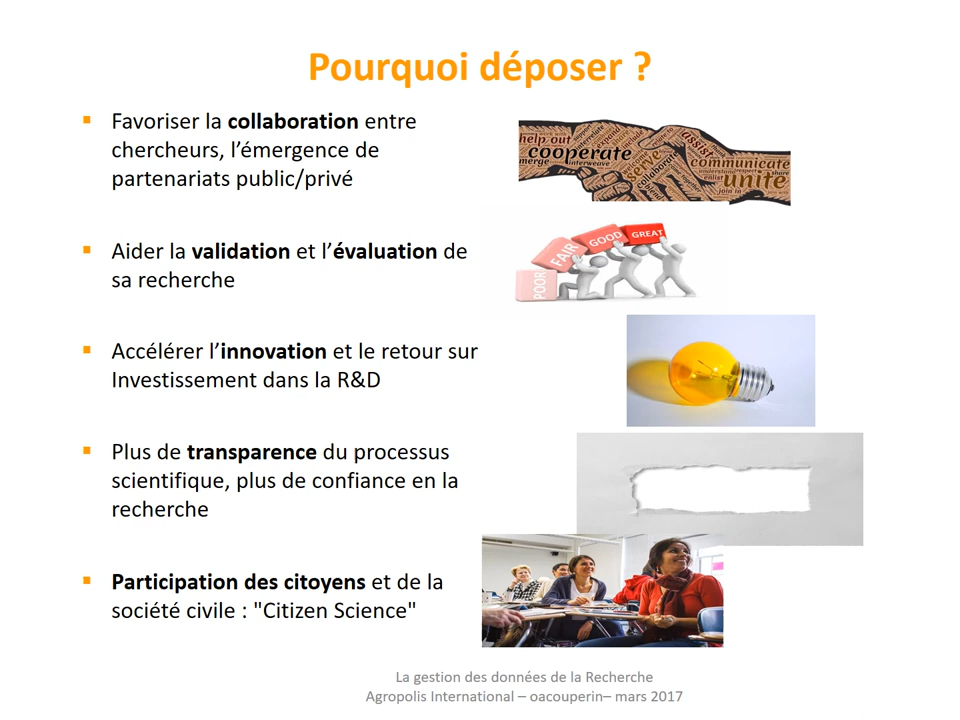 Pourquoi déposer ?
▪ Favoriser la collaboration entre
chercheurs, l’émergence de
partenariats public/privé
▪ Aider la validation et l’évaluation de
sa recherche
▪ Accélérer l’innovation et le retour sur
Investissement dans la R&D
▪ Plus de transparence du processus
scientifique, plus de confiance en la
recherche
▪ Participation des citoyens et de la
société civile : "Citizen Science"
help out
cooperate
interweave
serve
collaborate
assist
communicate
unite
join in
POOR
FAIR
GOOD
GREAT
La gestion des données de la Recherche
Agropolis International – oacouperin– mars 2017